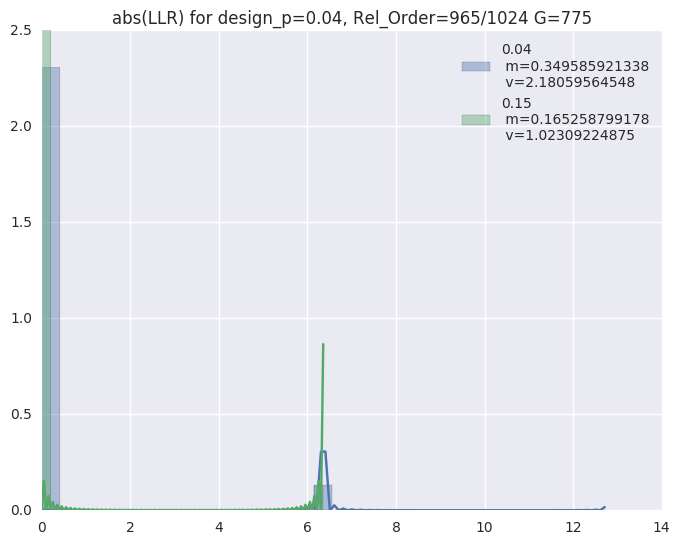 abs(LLR) for design_p=0.04, Rel_Order=965/1024 G=775
2.5
2.0
1.5
1.0
0.5
0.0
0 2 4 6 8 10 12 14
0.04
m=0.349585921338
v=2.18059564548
0.15
m=0.165258799178
v=1.02309224875